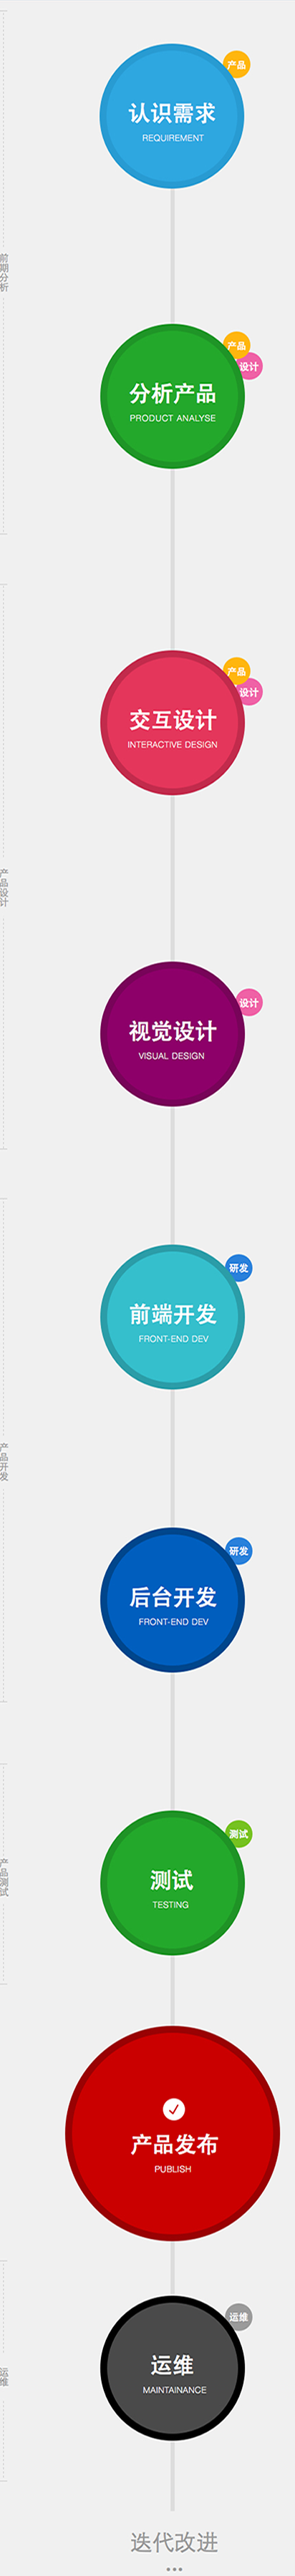 产品
认识需求
REQUIREMENT
前期分析
产品
设计
分析产品
PRODUCT ANALYSE
产品
设计
交互设计
INTERACTIVE DESIGN
产品设计
设计
视觉设计
VISUAL DESIGN
研发
前端开发
FRONT-END DEV
产品开发
研发
后台开发
FRONT-END DEV
测试
测试
TESTING
产品测试
产品发布
PUBLISH
运维
运维
MAINTAINANCE
运维
迭代改进
...